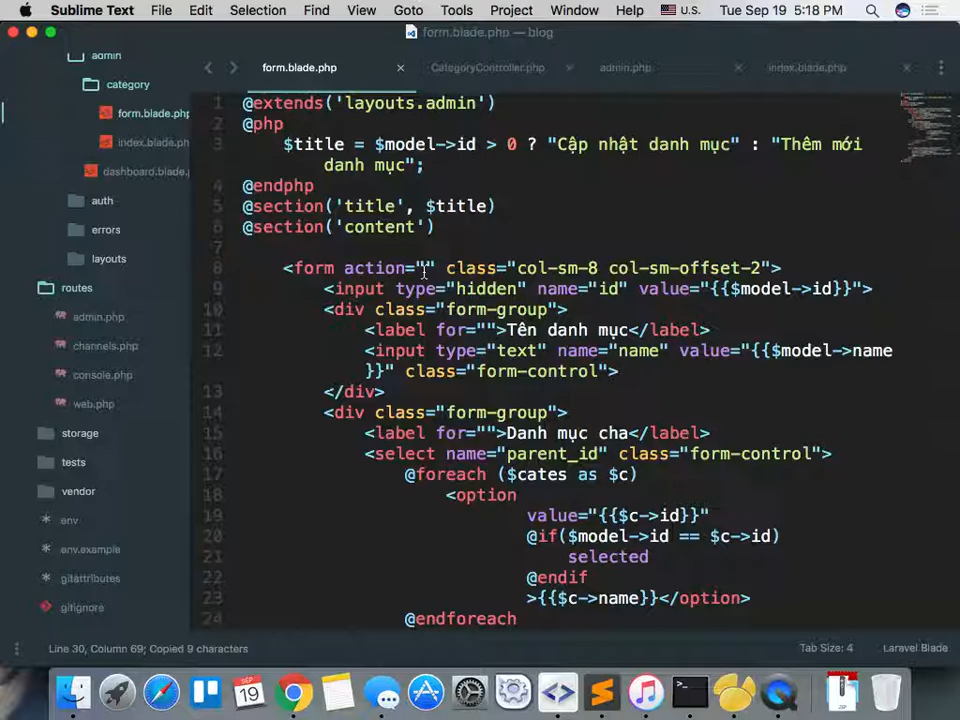 Sublime Text File Edit Selection Find View Goto Tools Project Window Help U.S. Tue Sep 19 5:18 PM
form.blade.php — blog
admin
category
form.blade.php
index.blade.php
dashboard.blade.
auth
errors
layouts
routes
admin.php
channels.php
console.php
web.php
storage
tests
vendor
env
env.example
gitattributes
gitignore
form.blade.php × CategoryController.php × admin.php × index.blade.php ×
1 @extends('layouts.admin')
2 @php
3 $title = $model->id > 0 ? "Cập nhật danh mục" : "Thêm mới
danh mục";
4 @endphp
5 @section('title', $title)
6 @section('content')
7
8 <form action="" class="col-sm-8 col-sm-offset-2">
9 <input type="hidden" name="id" value="{{$model->id}}">
10 <div class="form-group">
11 <label for="">Tên danh mục</label>
12 <input type="text" name="name" value="{{$model->name
}}" class="form-control">
13 </div>
14 <div class="form-group">
15 <label for="">Danh mục cha</label>
16 <select name="parent_id" class="form-control">
17 @foreach ($cates as $c)
18 <option
19 value="{{$c->id}}"
20 @if($model->id == $c->id)
21 selected
22 @endif
23 >{{$c->name}}</option>
24 @endforeach
Line 30, Column 69; Copied 9 characters Tab Size: 4 Laravel Blade
SEP
19
ZIP